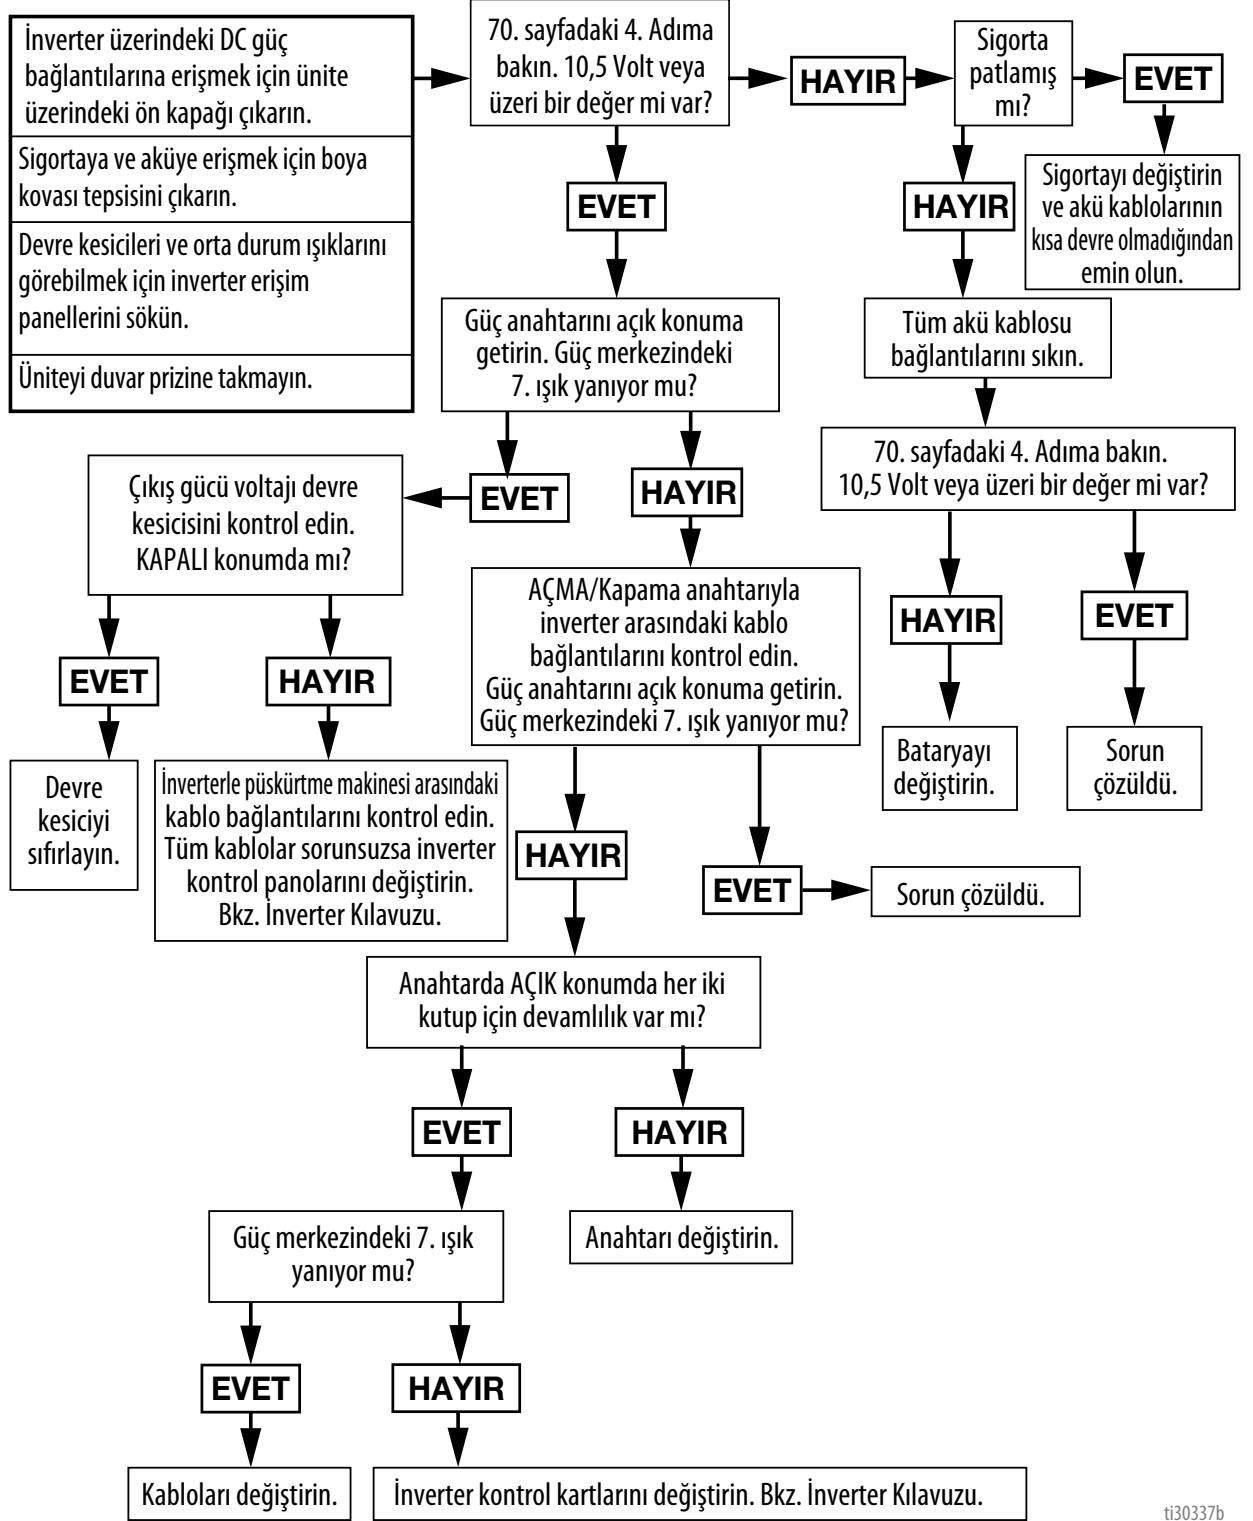 İnverter üzerindeki DC güç
bağlantılarına erişmek için ünite
üzerindeki ön kapağı çıkarın.
Sigortaya ve aküye erişmek için boya
kovası tepsisini çıkarın.
Devre kesicileri ve orta durum ışıklarını
görebilmek için inverter erişim
panellerini sökün.
Üniteyi duvar prizine takmayın.
70. sayfadaki 4. Adıma
bakın. 10,5 Volt veya
üzeri bir değer mi var?
HAYIR
Sigorta
patlamış
mı?
EVET
Sigortayı değiştirin
ve akü kablolarının
kısa devre olmadığından
emin olun.
HAYIR
Tüm akü kablosu
bağlantılarını sıkın.
70. sayfadaki 4. Adıma bakın.
10,5 Volt veya üzeri bir değer mi var?
HAYIR
EVET
Bataryayı
değiştirin.
Sorun
çözüldü.
EVET
Güç anahtarını açık konuma
getirin. Güç merkezindeki
7. ışık yanıyor mu?
EVET
HAYIR
Çıkış gücü voltajı devre
kesicisini kontrol edin.
KAPALI konumda mı?
EVET
HAYIR
Devre
kesiciyi
sıfırlayın.
İnverterle püskürtme makinesi arasındaki
kablo bağlantılarını kontrol edin.
Tüm kablolar sorunsuzsa inverter
kontrol panolarını değiştirin.
Bkz. İnverter Kılavuzu.
AÇMA/Kapama anahtarıyla
inverter arasındaki kablo
bağlantılarını kontrol edin.
Güç anahtarını açık konuma getirin.
Güç merkezindeki 7. ışık yanıyor mu?
HAYIR
EVET
Sorun çözüldü.
Anahtarda AÇIK konumda her iki
kutup için devamlılık var mı?
EVET
HAYIR
Güç merkezindeki 7. ışık
yanıyor mu?
Anahtarı değiştirin.
EVET
HAYIR
Kabloları değiştirin.
İnverter kontrol kartlarını değiştirin. Bkz. İnverter Kılavuzu.
ti30337b